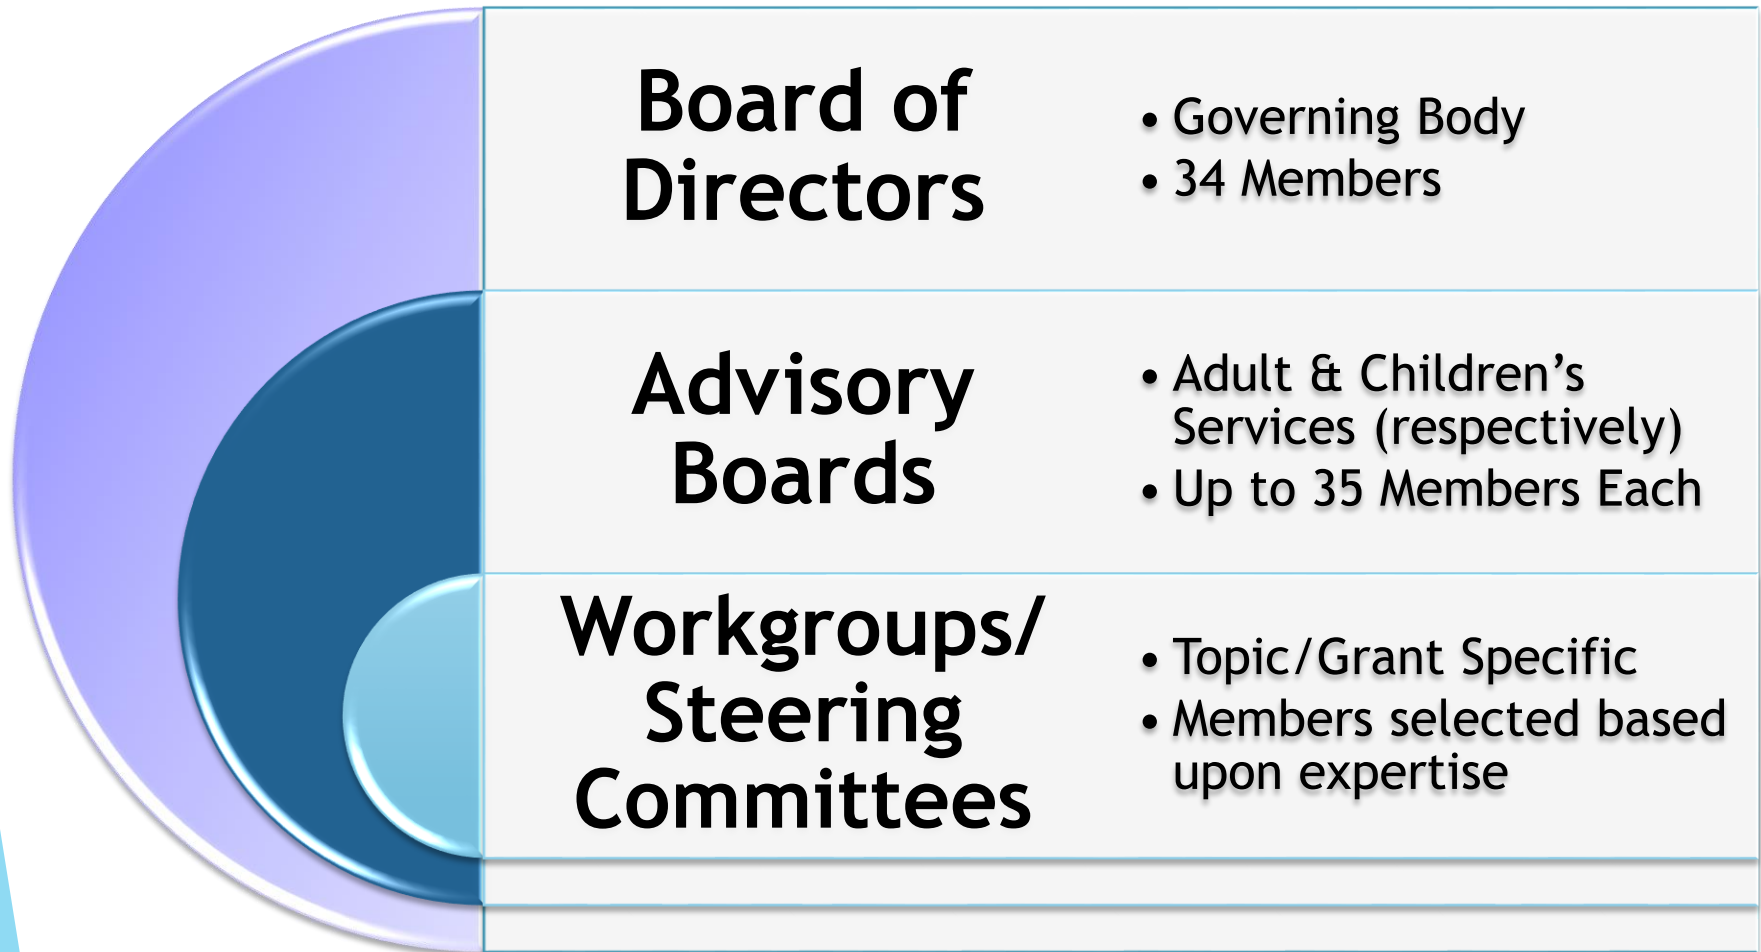 Board of
Directors
• Governing Body
• 34 Members
Advisory
Boards
• Adult & Children’s
Services (respectively)
• Up to 35 Members Each
Workgroups/
Steering
Committees
• Topic/Grant Specific
• Members selected based
upon expertise